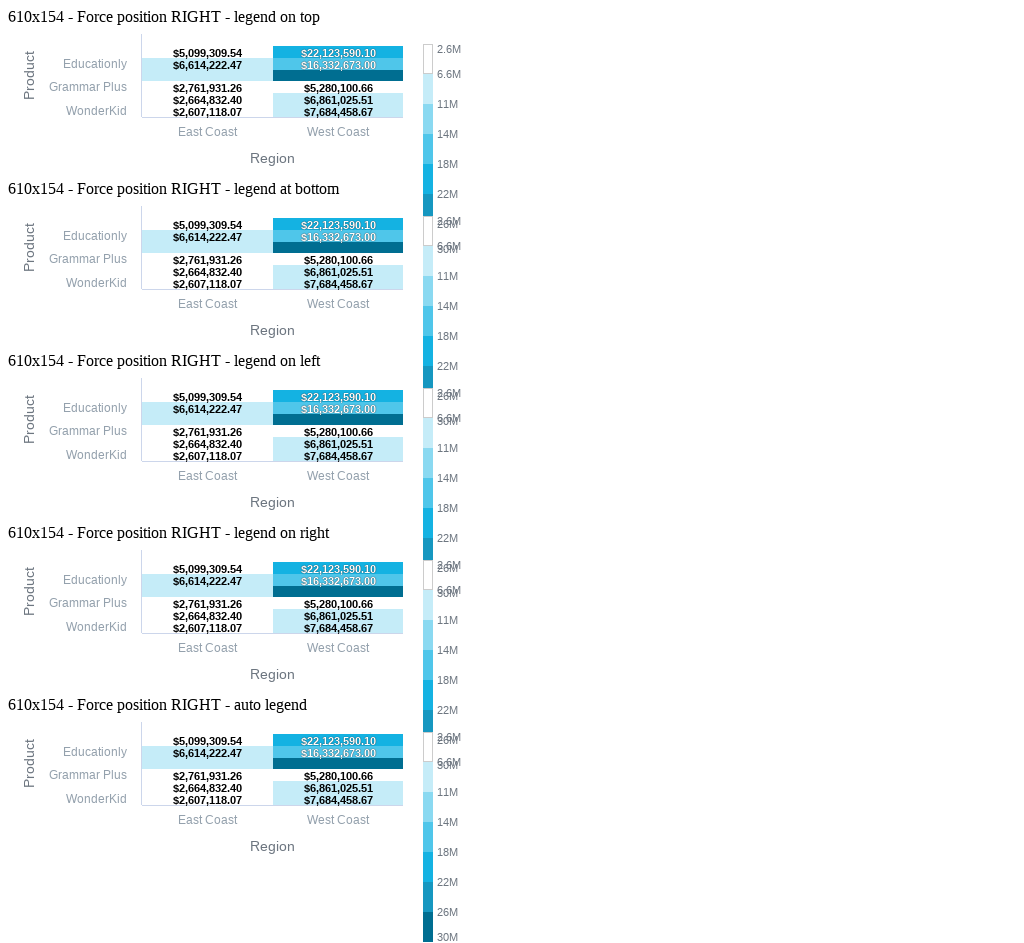 610x154 - Force position RIGHT - legend on top
Product
Educationly
Grammar Plus
WonderKid
$5,099,309.54 $22,123,590.10
$6,614,222.47 $16,332,673.00
$2,761,931.26 $5,280,100.66
$2,664,832.40 $6,861,025.51
$2,607,118.07 $7,684,458.67
East Coast West Coast
Region
2.6M
6.6M
11M
14M
18M
22M
26M
30M
610x154 - Force position RIGHT - legend at bottom
Product
Educationly
Grammar Plus
WonderKid
$5,099,309.54 $22,123,590.10
$6,614,222.47 $16,332,673.00
$2,761,931.26 $5,280,100.66
$2,664,832.40 $6,861,025.51
$2,607,118.07 $7,684,458.67
East Coast West Coast
Region
2.6M
6.6M
11M
14M
18M
22M
26M
30M
610x154 - Force position RIGHT - legend on left
Product
Educationly
Grammar Plus
WonderKid
$5,099,309.54 $22,123,590.10
$6,614,222.47 $16,332,673.00
$2,761,931.26 $5,280,100.66
$2,664,832.40 $6,861,025.51
$2,607,118.07 $7,684,458.67
East Coast West Coast
Region
2.6M
6.6M
11M
14M
18M
22M
26M
30M
610x154 - Force position RIGHT - legend on right
Product
Educationly
Grammar Plus
WonderKid
$5,099,309.54 $22,123,590.10
$6,614,222.47 $16,332,673.00
$2,761,931.26 $5,280,100.66
$2,664,832.40 $6,861,025.51
$2,607,118.07 $7,684,458.67
East Coast West Coast
Region
2.6M
6.6M
11M
14M
18M
22M
26M
30M
610x154 - Force position RIGHT - auto legend
Product
Educationly
Grammar Plus
WonderKid
$5,099,309.54 $22,123,590.10
$6,614,222.47 $16,332,673.00
$2,761,931.26 $5,280,100.66
$2,664,832.40 $6,861,025.51
$2,607,118.07 $7,684,458.67
East Coast West Coast
Region
2.6M
6.6M
11M
14M
18M
22M
26M
30M